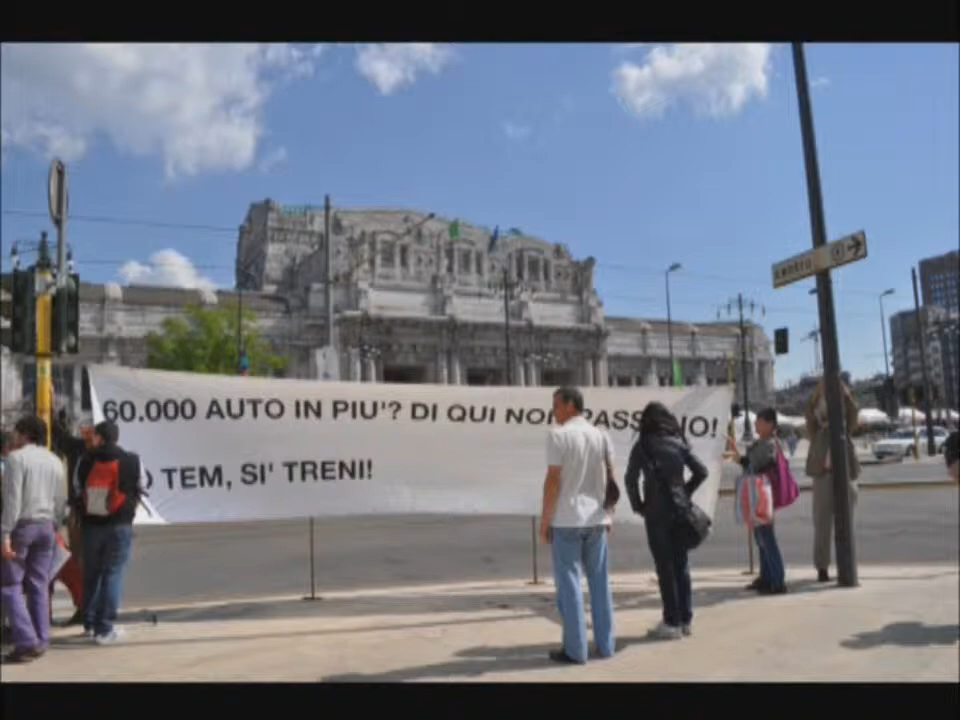 60.000 AUTO IN PIU'? DI QUI NON
TEM, SI' TRENI!